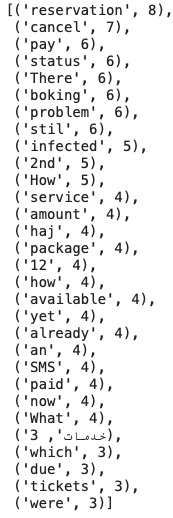 [('reservation', 8),
('cancel', 7),
('pay', 6),
('status', 6),
('There', 6),
('boking', 6),
('problem', 6),
('stil', 6),
('infected', 5),
('2nd', 5),
('How', 5),
('service', 4),
('amount', 4),
('haj', 4),
('package', 4),
('12', 4),
('how', 4),
('available', 4),
('yet', 4),
('already', 4),
('an', 4),
('SMS', 4),
('paid', 4),
('now', 4),
('What', 4),
('خدمات', 3),
('which', 3),
('due', 3),
('tickets', 3),
('were', 3)]